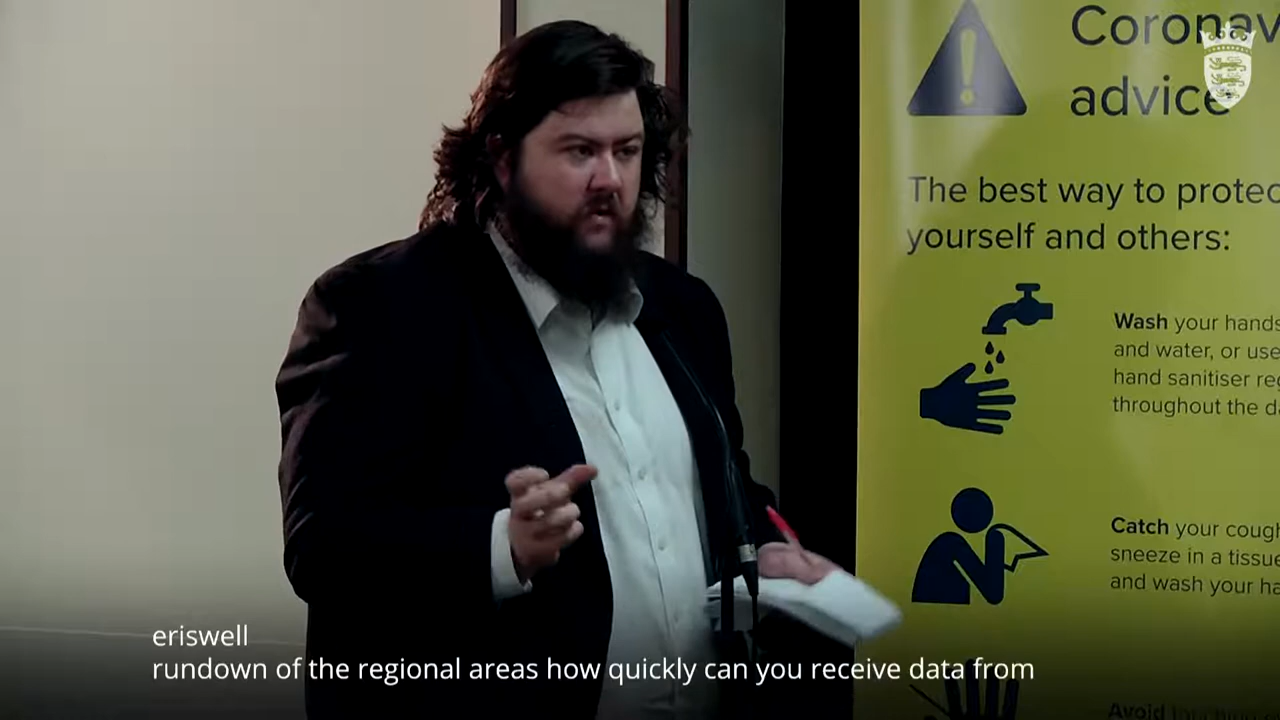 Coronav
advice
The best way to protec
yourself and others:
Wash your hands
and water, or use
hand sanitiser reg
throughout the da
Catch your cough
sneeze in a tissue
and wash your ha
Avoid
eriswell
rundown of the regional areas how quickly can you receive data from